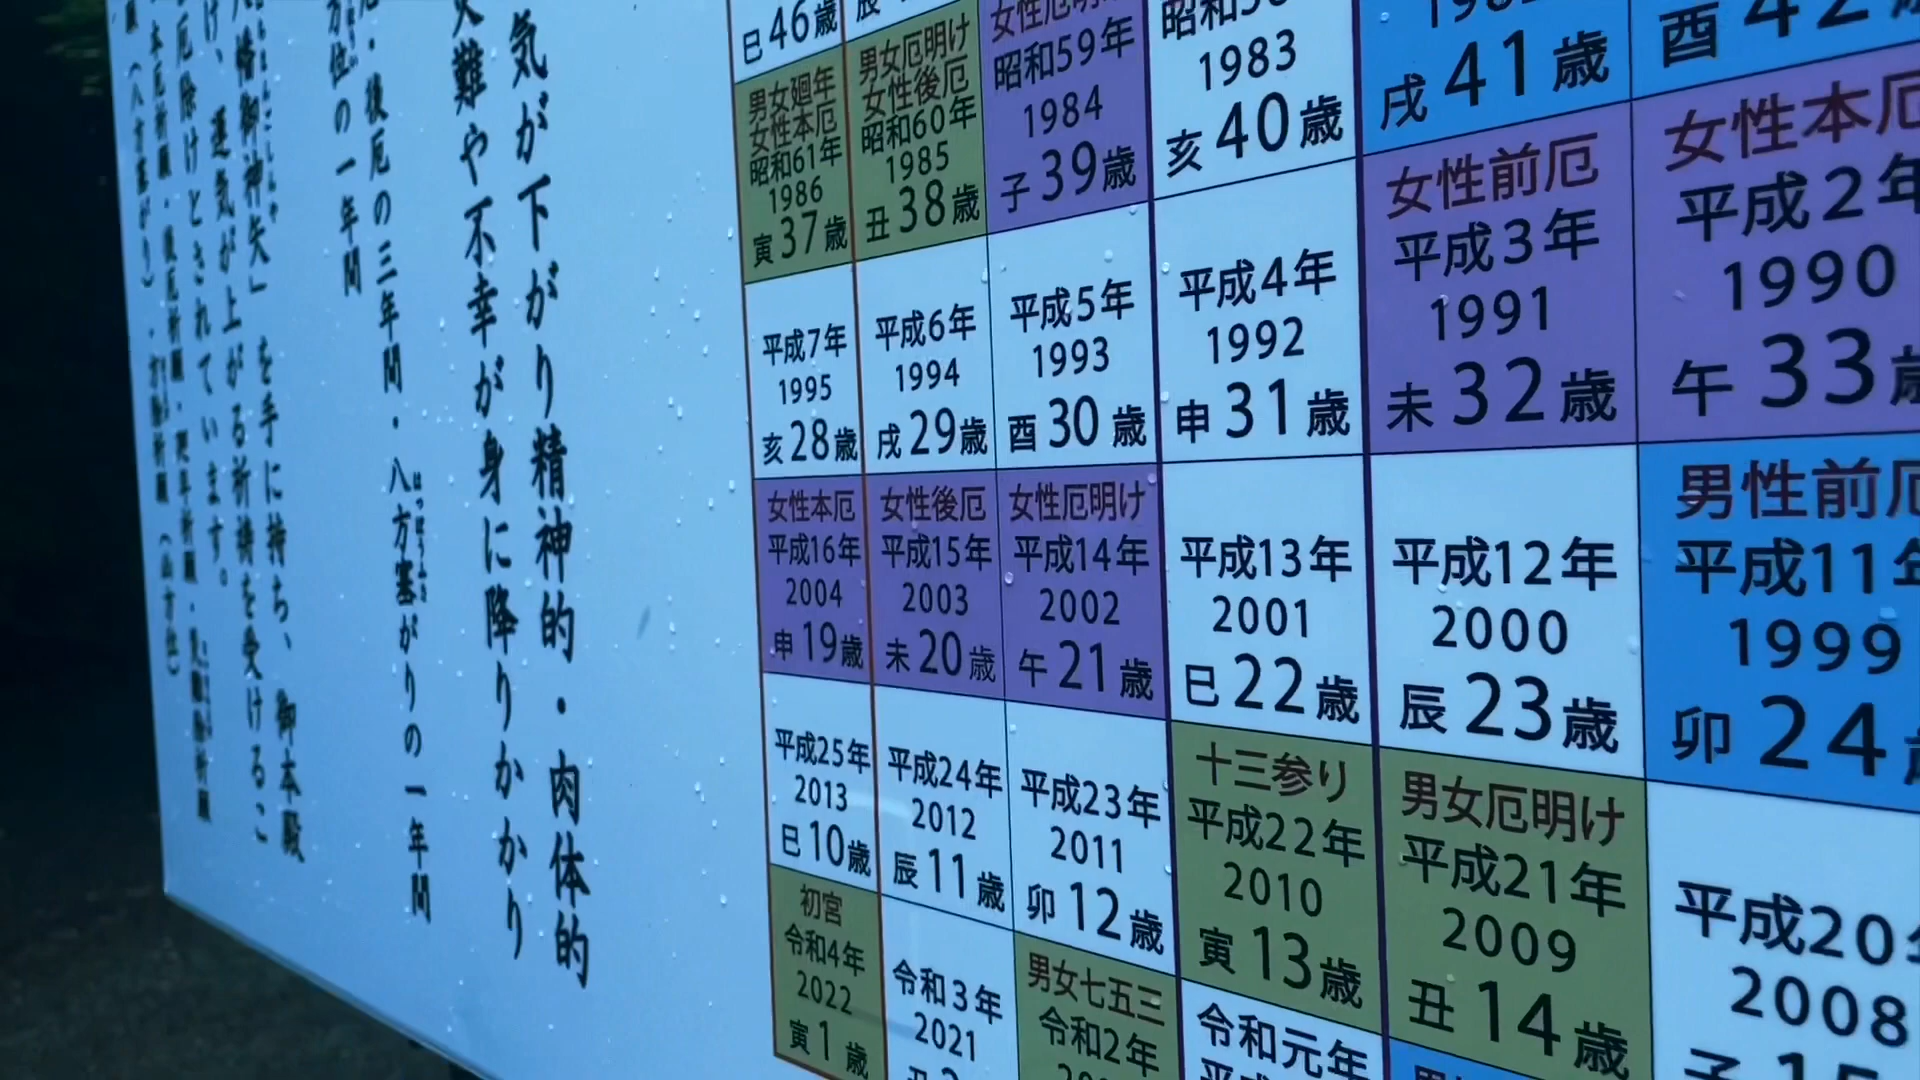 気が下がり精神的・肉体的
災難や不幸が身に降りかかり
・後厄の三年間・八方塞がりの一年間
方位の一年間
八幡御神矢」を手に持ち、御本殿
け、運気が上がる祈祷を受けるこ
厄除けとされています。
巳46歳
男女廻年
女性本厄
昭和61年
1986
寅37歳
男女厄明け
女性後厄
昭和60年
1985
丑38歳
昭和59年
1984
子39歳
1983
亥40歳
戌41歳
酉42
平成7年
1995
亥28歳
平成6年
1994
戌29歳
平成5年
1993
酉30歳
平成4年
1992
申31歳
女性前厄
平成3年
1991
未32歳
女性本厄
平成2年
1990
午33歳
女性本厄
平成16年
2004
申19歳
女性後厄
平成15年
2003
未20歳
女性厄明け
平成14年
2002
午21歳
平成13年
2001
巳22歳
平成12年
2000
辰23歳
男性前厄
平成11年
1999
卯24歳
平成25年
2013
巳10歳
平成24年
2012
辰11歳
平成23年
2011
卯12歳
十三参り
平成22年
2010
寅13歳
男女厄明け
平成21年
2009
丑14歳
平成20年
2008
初宮
令和4年
2022
寅1歳
令和3年
2021
男女七五三
令和2年
令和元年